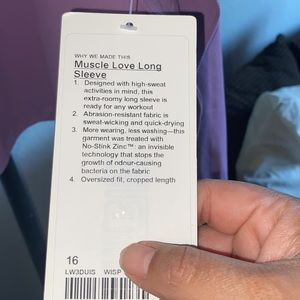 WHY WE MADE THIS
Muscle Love Long
Sleeve
1. Designed with high-sweat
activities in mind, this
extra-roomy long sleeve is
ready for any workout
2. Abrasion-resistant fabric is
sweat-wicking and quick-drying
3. More wearing, less washing—this
garment was treated with
No-Stink Zinc™: an invisible
technology that stops the
growth of odour-causing
bacteria on the fabric
4. Oversized fit, cropped length
16
LW3DUIS WISP